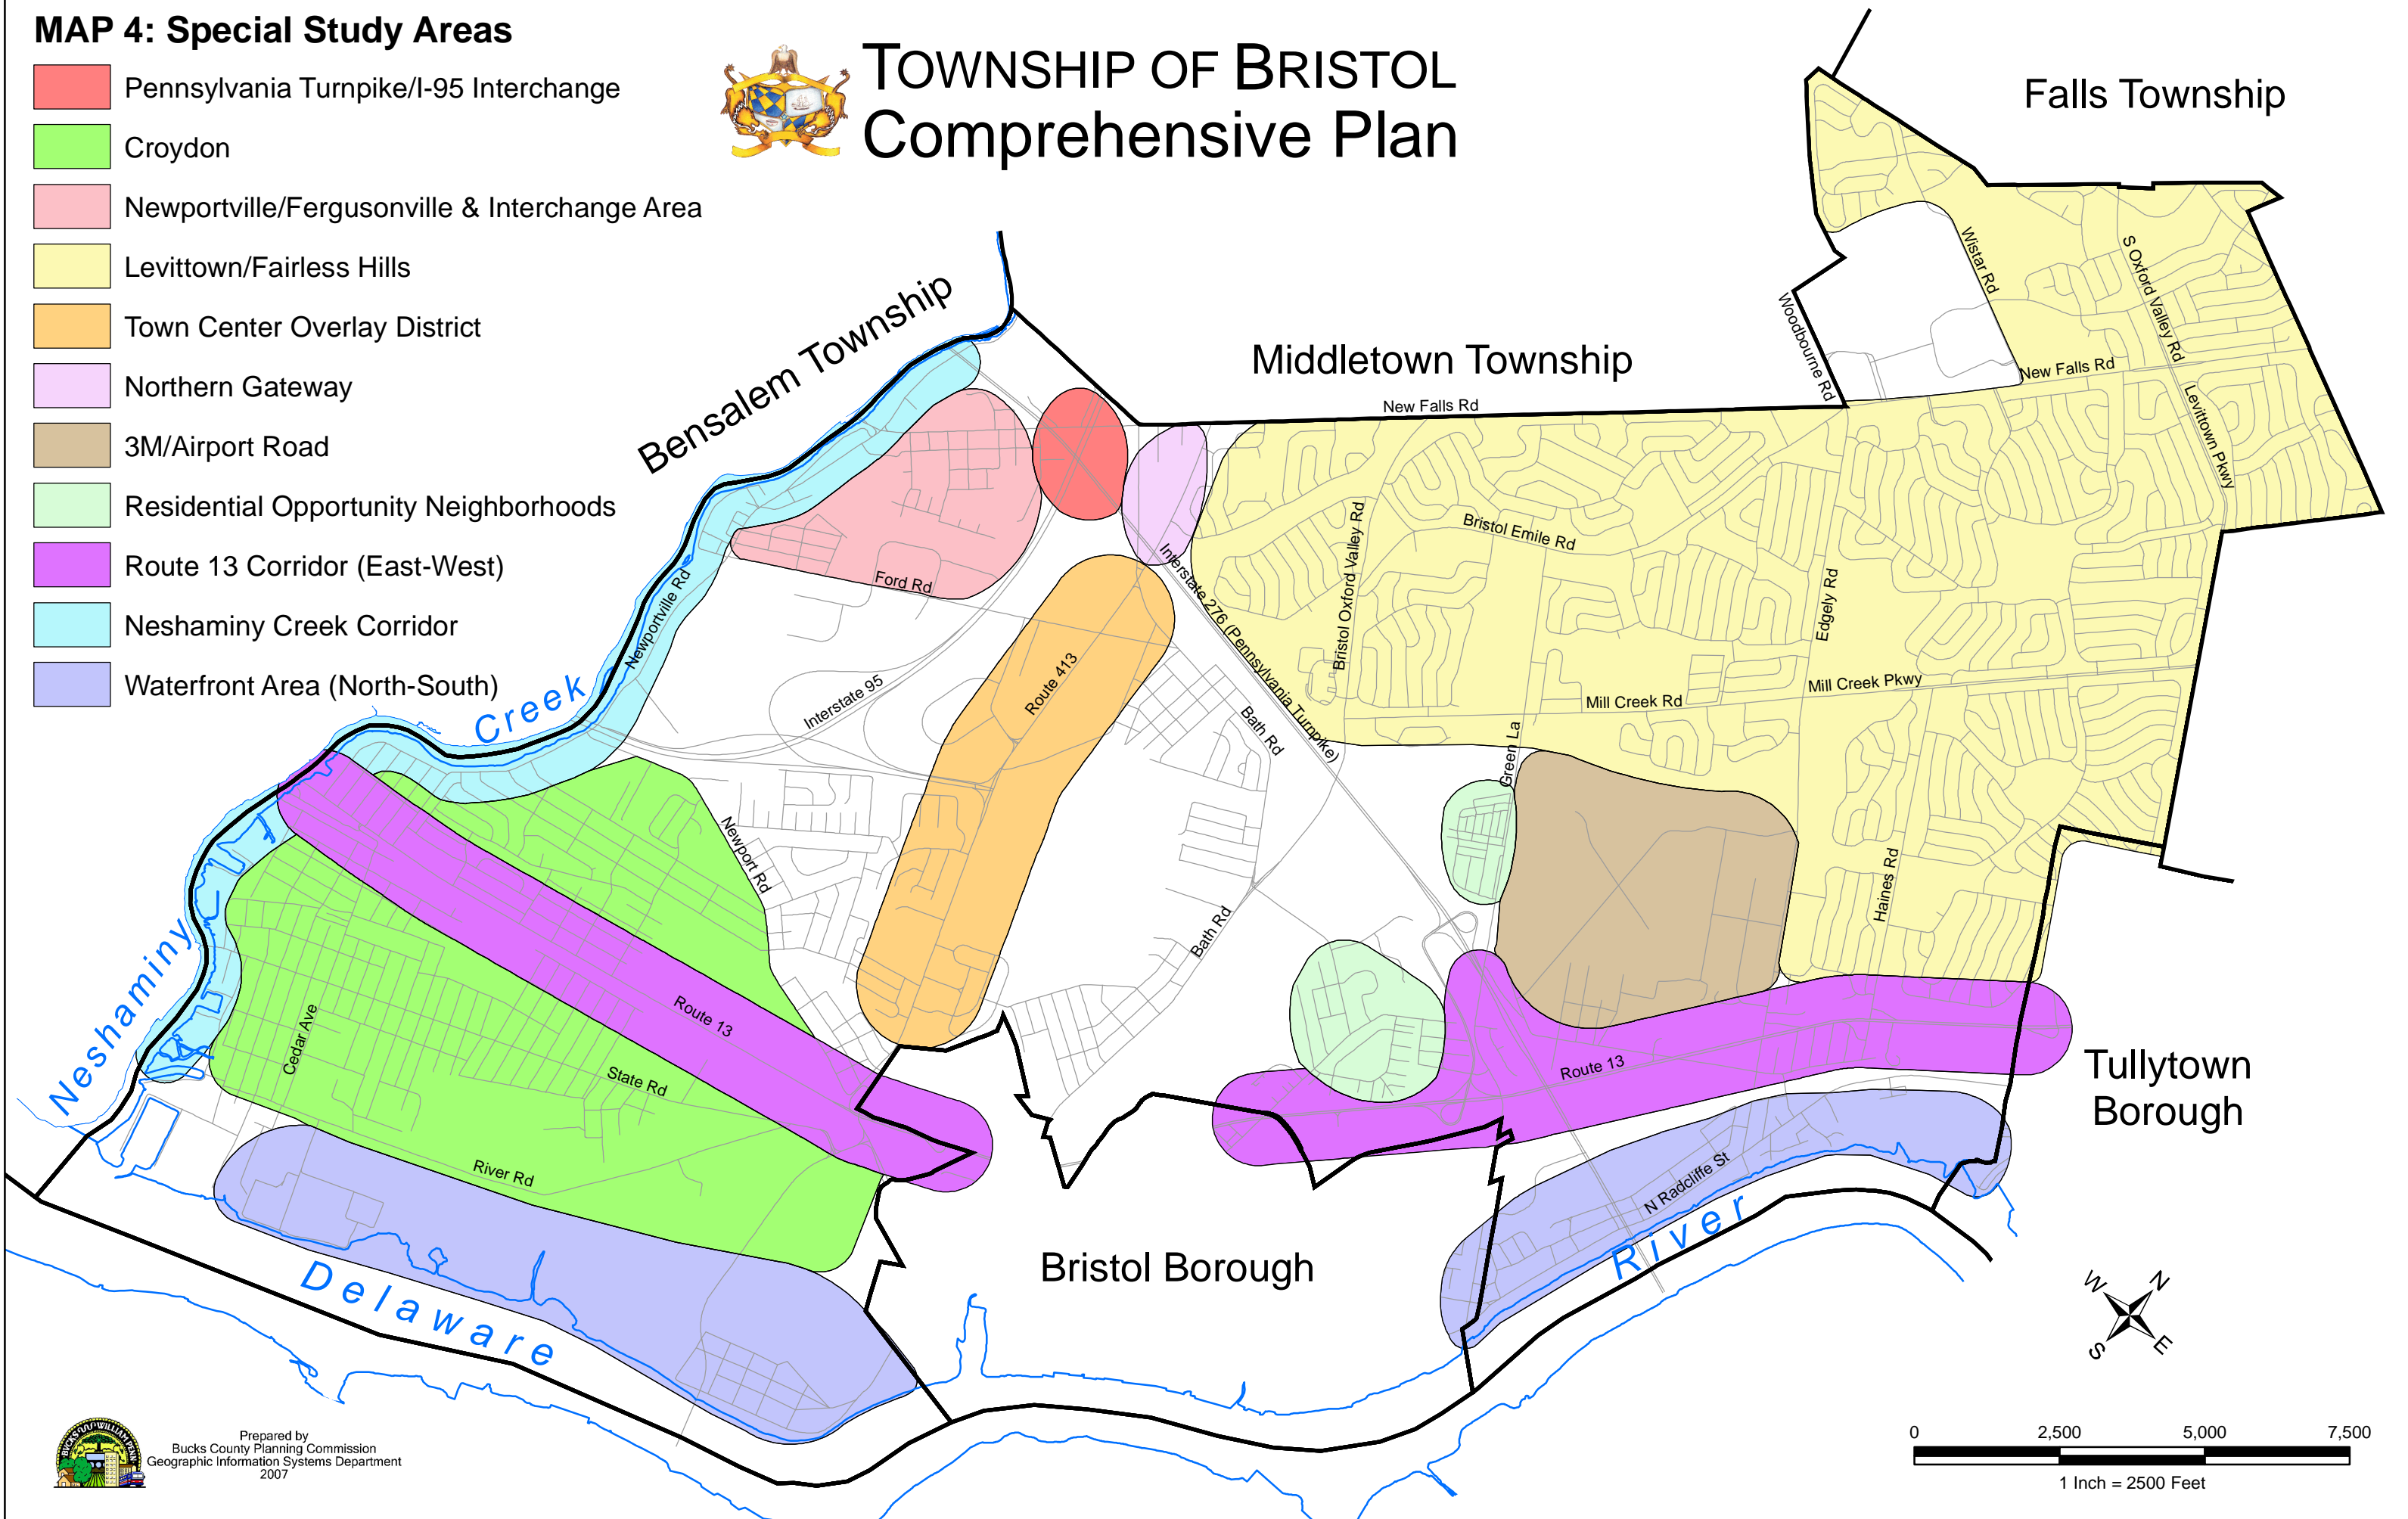 MAP 4: Special Study Areas
Pennsylvania Turnpike/I-95 Interchange
Croydon
Newportville/Fergusonville & Interchange Area
Levittown/Fairless Hills
Town Center Overlay District
Northern Gateway
3M/Airport Road
Residential Opportunity Neighborhoods
Route 13 Corridor (East-West)
Neshaminy Creek Corridor
Waterfront Area (North-South)
TOWNSHIP OF BRISTOL
Comprehensive Plan
Falls Township
Bensalem Township
Middletown Township
Wistar Rd
S Oxford Valley Rd
Woodbourne Rd
New Falls Rd
New Falls Rd
Levittown Pkwy
Bristol Oxford Valley Rd
Bristol Emilie Rd
Edgely Rd
Ford Rd
Newportville Rd
Interstate 276 (Pennsylvania Turnpike)
Route 413
Interstate 95
Bath Rd
Mill Creek Rd
Mill Creek Pkwy
Green La
Newport Rd
Haines Rd
Bath Rd
Neshaminy
Creek
Cedar Ave
Route 13
State Rd
River Rd
Route 13
Tullytown
Borough
N Radcliffe St
Bristol Borough
Delaware
River
W
N
S
E
0
2,500
5,000
7,500
1 Inch = 2500 Feet
Prepared by
Bucks County Planning Commission
Geographic Information Systems Department
2007